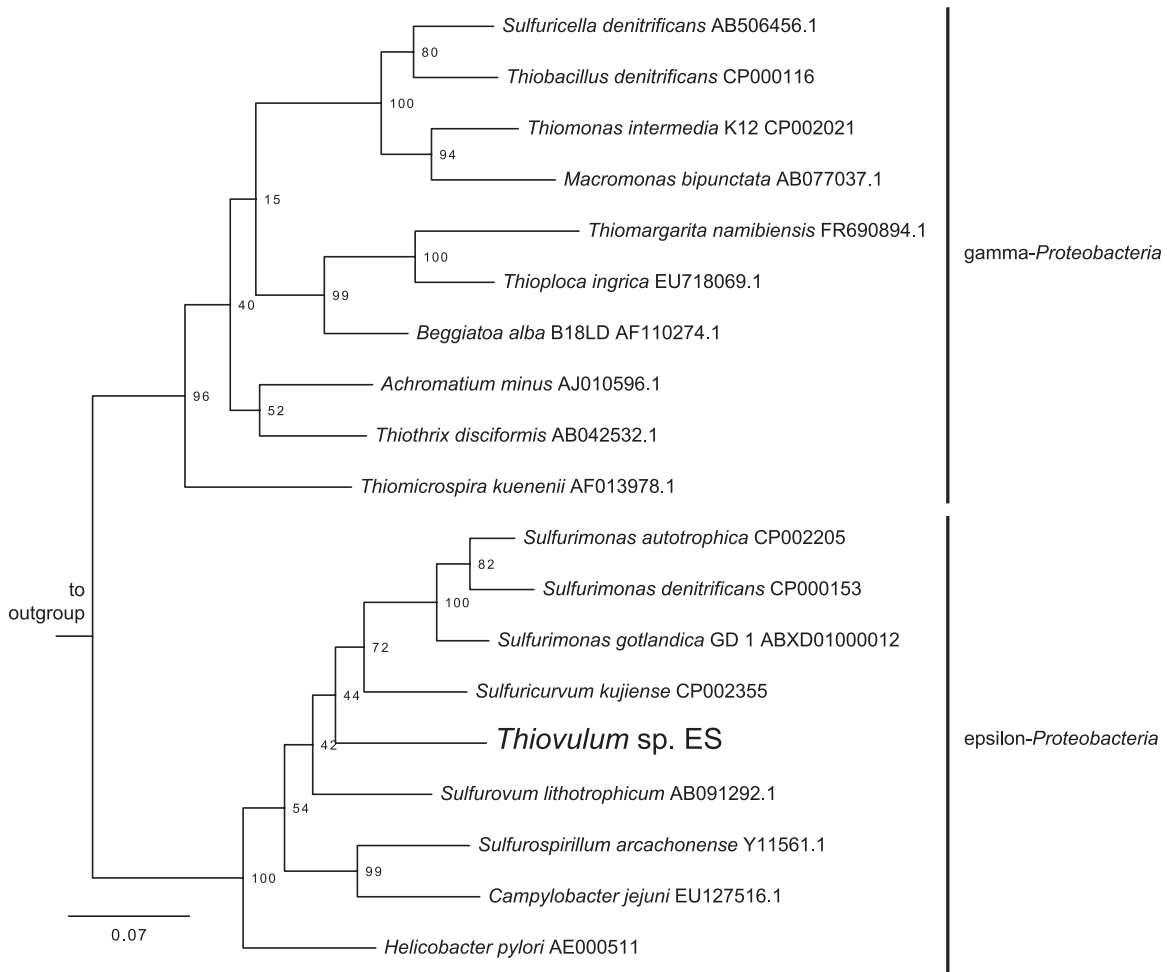 Sulfuricella denitrificans AB506456.1
80
Thiobacillus denitrificans CP000116
100
Thiomonas intermedia K12 CP002021
94
Macromonas bipunctata AB077037.1
15
Thiomargarita namibiensis FR690894.1
100
gamma-Proteobacteria
Thioploca ingrica EU718069.1
99
40
Beggiatoa alba B18LD AF110274.1
Achromatium minus AJ010596.1
96
52
Thiothrix disciformis AB042532.1
Thiomicrospira kuenenii AF013978.1
Sulfurimonas autotrophica CP002205
82
Sulfurimonas denitrificans CP000153
to
outgroup
100
Sulfurimonas gotlandica GD 1 ABXD01000012
72
Sulfuricurvum kujiense CP002355
44
Thiovulum sp. ES
epsilon-Proteobacteria
42
Sulfurovum lithotrophicum AB091292.1
54
Sulfurospirillum arcachonense Y11561.1
99
100
Campylobacter jejuni EU127516.1
0.07
Helicobacter pylori AE000511